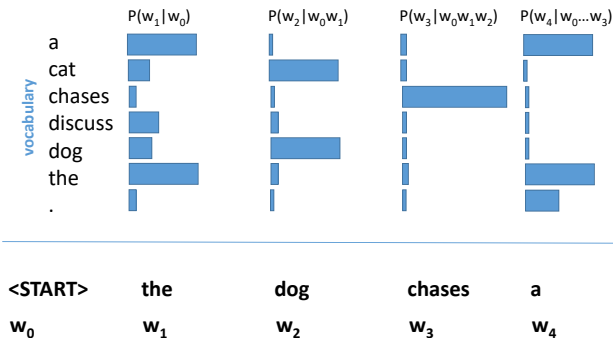 P(w₁|w₀) P(w₂|w₀w₁) P(w₃|w₀w₁w₂) P(w₄|w₀...w₃)
vocabulary
a
cat
chases
discuss
dog
the
.
<START> the dog chases a
w₀ w₁ w₂ w₃ w₄